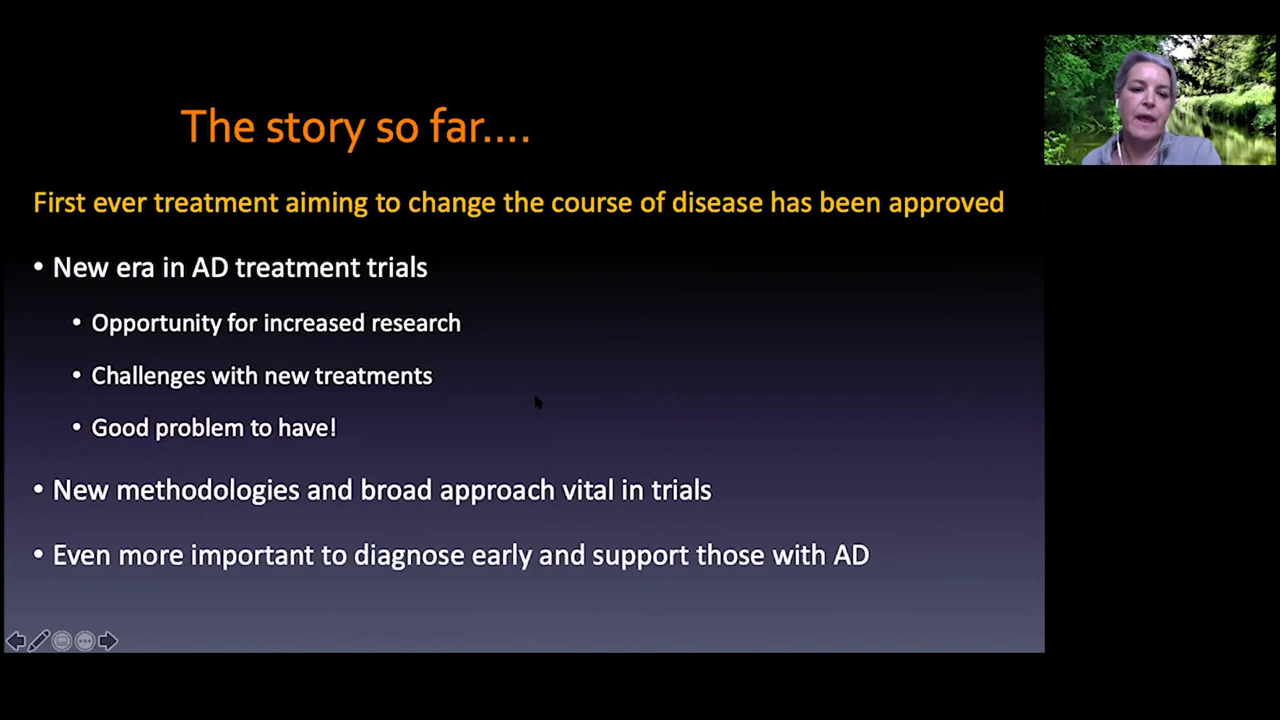 The story so far....
First ever treatment aiming to change the course of disease has been approved
• New era in AD treatment trials
• Opportunity for increased research
• Challenges with new treatments
• Good problem to have!
• New methodologies and broad approach vital in trials
• Even more important to diagnose early and support those with AD